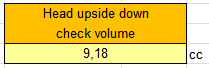 Head upside down
check volume
9,18 cc